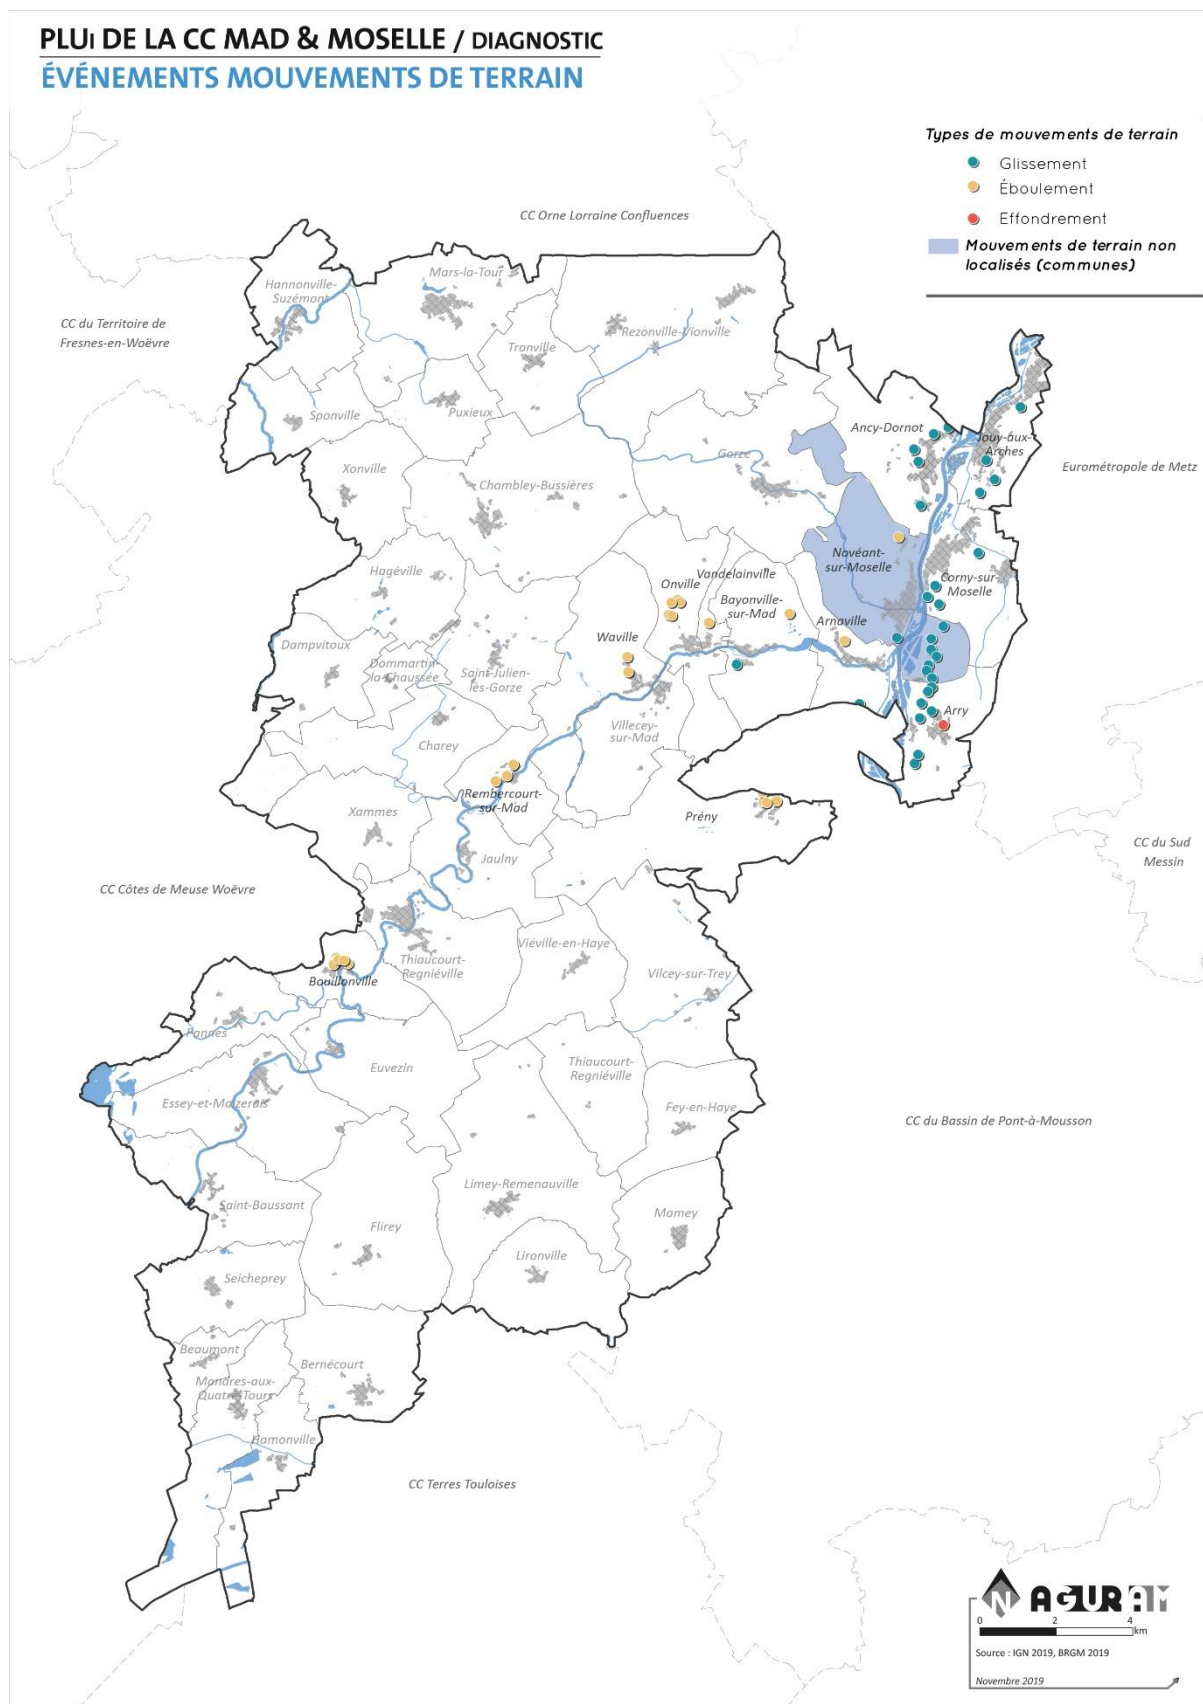 PLUi DE LA CC MAD & MOSELLE / DIAGNOSTIC
ÉVÉNEMENTS MOUVEMENTS DE TERRAIN
Types de mouvements de terrain
Glissement
Éboulement
Effondrement
Mouvements de terrain non
localisés (communes)
CC Orne Lorraine Confluences
CC du Territoire de
Fresnes-en-Woëvre
Hannonville-
Suzémont
Mars-la-Tour
Tronville
Rezonville-Vionville
Sponville
Puxieux
Ancy-Dornot
Jouy-aux-
Arches
Gorze
Eurométropole de Metz
Xonville
Chambley-Bussières
Novéant-
sur-Moselle
Hagéville
Vandelainville
Onville
Bayonville-
sur-Mad
Corny-sur-
Moselle
Arnaville
Waville
Dampvitoux
Dommartin-
la-Chaussée
Saint-Julien-
lès-Gorze
Arry
Villecey-
sur-Mad
Charey
Rembercourt-
sur-Mad
Xammes
Prény
Jaulny
CC du Sud
Messin
CC Côtes de Meuse Woëvre
Thiaucourt-
Regniéville
Viéville-en-Haye
Vilcey-sur-Trey
Bouillonville
Pannes
Euvezin
Thiaucourt-
Regniéville
Essey-et-Maizerais
Fey-en-Haye
CC du Bassin de Pont-à-Mousson
Limey-Remenauville
Saint-Baussant
Mamey
Flirey
Lironville
Seicheprey
Beaumont
Bernécourt
Mandres-aux-
Quatre Tours
Hamonville
CC Terres Touloises
N AGURAM
0 2 4
km
Source : IGN 2019, BRGM 2019
Novembre 2019